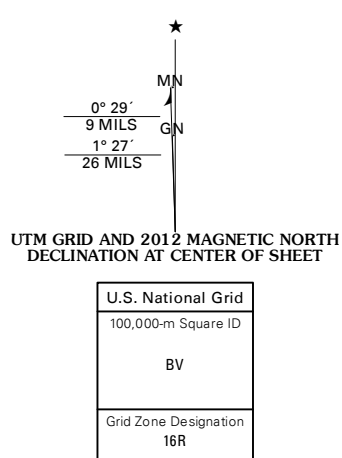 ★
MN
0° 29´
9 MILS
GN
1° 27´
26 MILS
UTM GRID AND 2012 MAGNETIC NORTH
DECLINATION AT CENTER OF SHEET
U.S. National Grid
100,000-m Square ID
BV
Grid Zone Designation
16R